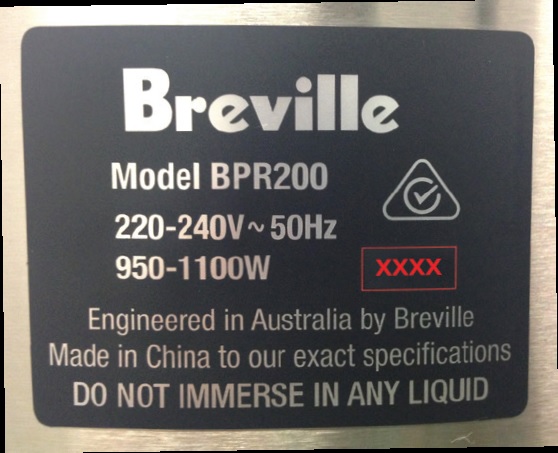 Breville
Model BPR200
220-240V~50Hz
950-1100W
XXXX
Engineered in Australia by Breville
Made in China to our exact specifications
DO NOT IMMERSE IN ANY LIQUID